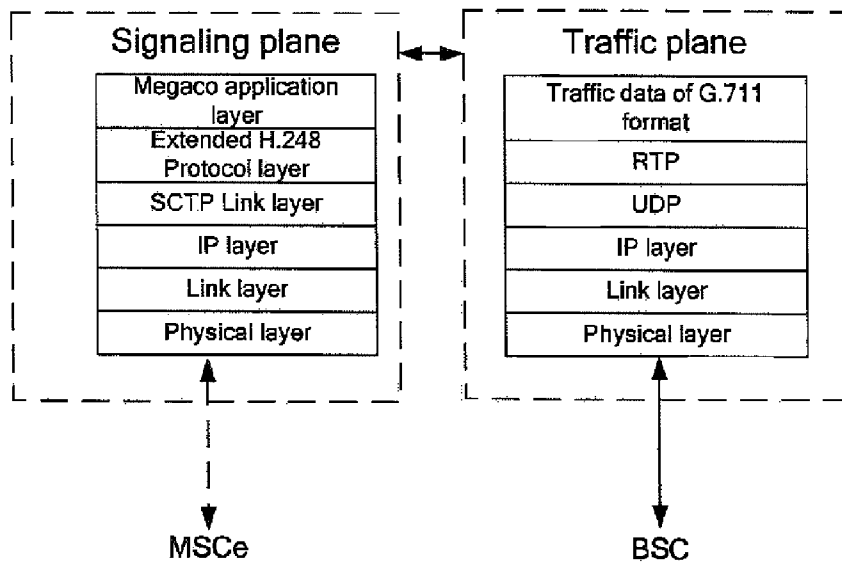 Signaling plane
Megaco application
layer
Extended H.248
Protocol layer
SCTP Link layer
IP layer
Link layer
Physical layer
MSCe
Traffic plane
Traffic data of G.711
format
RTP
UDP
IP layer
Link layer
Physical layer
BSC